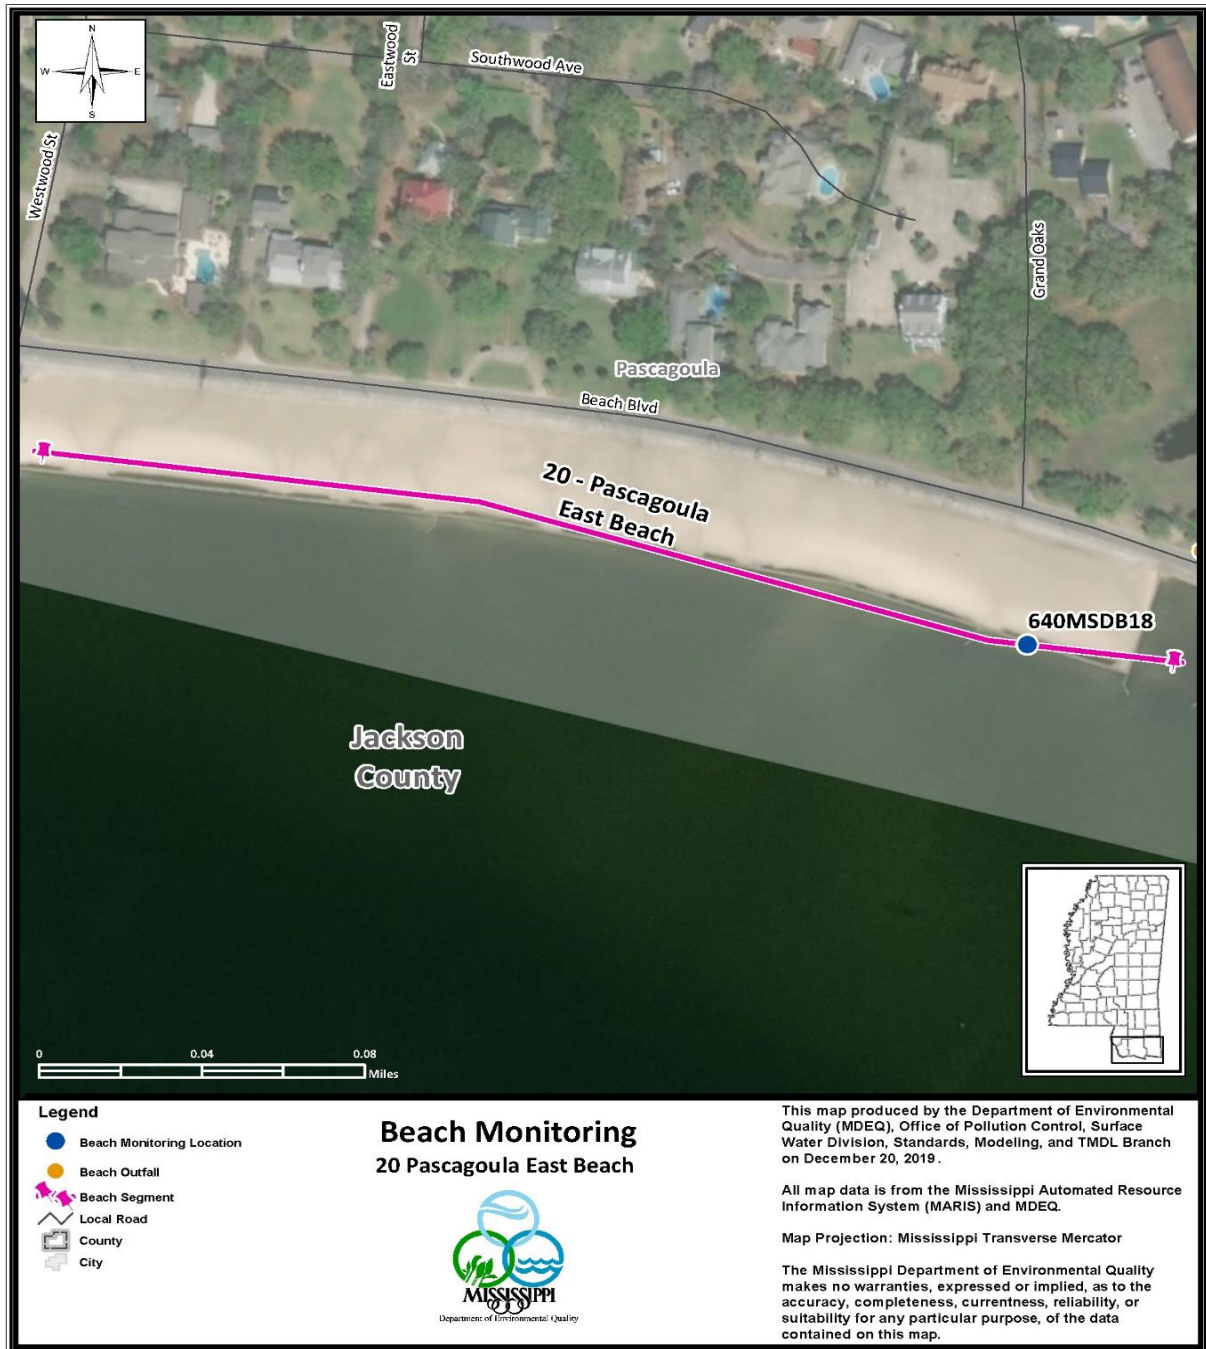 N
W
E
S
Westwood St
Eastwood
St
Southwood Ave
Grand Oaks
Pascagoula
Beach Blvd
20 - Pascagoula
East Beach
640MSDB18
Jackson
County
0
0.04
0.08
Miles
Legend
Beach Monitoring Location
Beach Outfall
Beach Segment
Local Road
County
City
Beach Monitoring
20 Pascagoula East Beach
MISSISSIPPI
Department of Environmental Quality
This map produced by the Department of Environmental
Quality (MDEQ), Office of Pollution Control, Surface
Water Division, Standards, Modeling, and TMDL Branch
on December 20, 2019.
All map data is from the Mississippi Automated Resource
Information System (MARIS) and MDEQ.
Map Projection: Mississippi Transverse Mercator
The Mississippi Department of Environmental Quality
makes no warranties, expressed or implied, as to the
accuracy, completeness, currentness, reliability, or
suitability for any particular purpose, of the data
contained on this map.